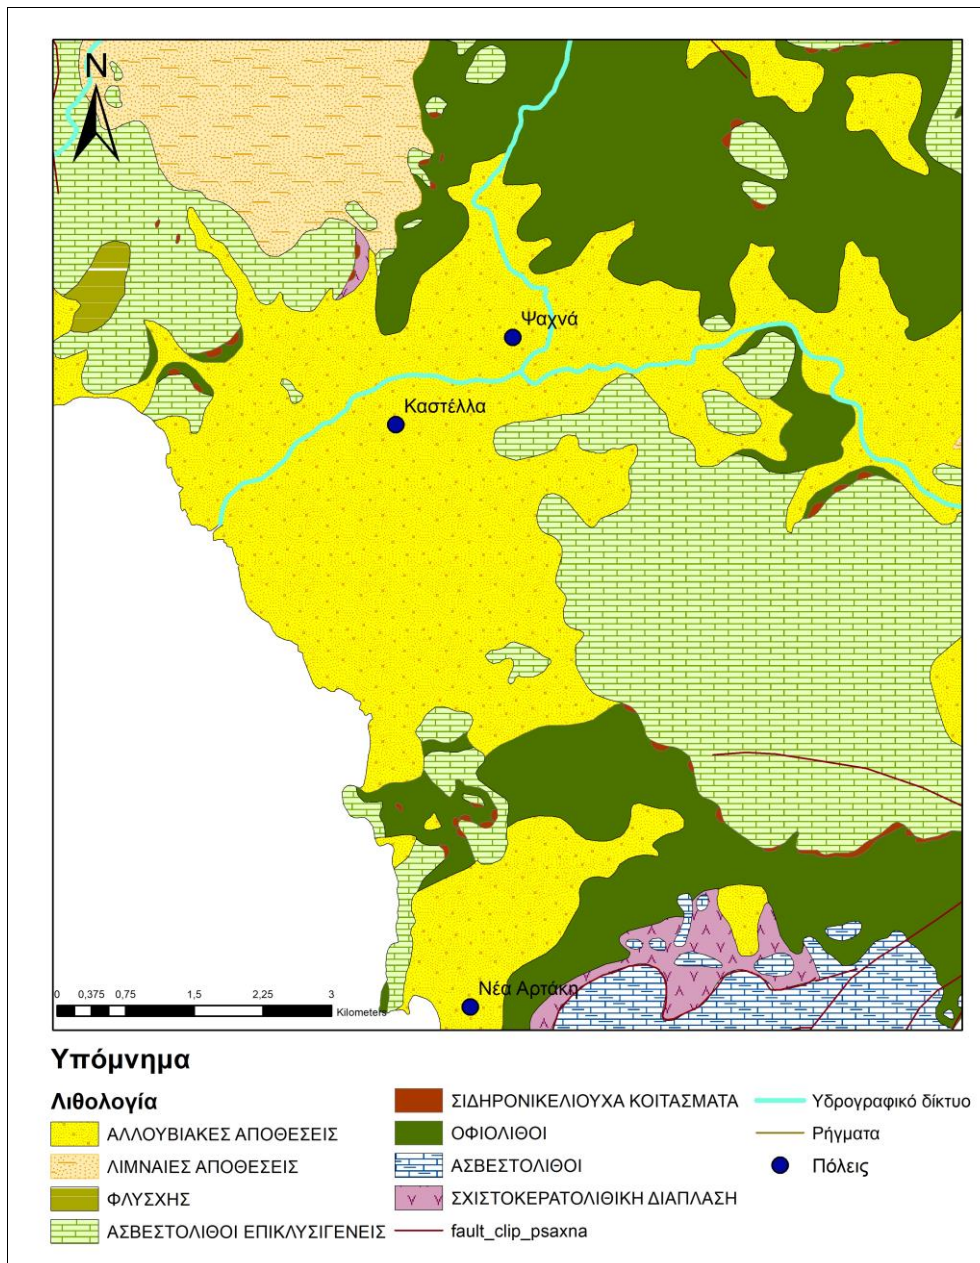 N
Ψαχνά
Καστέλλα
Νέα Αρτάκη
0 0,375 0,75 1,5 2,25 3
Kilometers
Υπόμνημα
Λιθολογία
ΑΛΛΟΥΒΙΑΚΕΣ ΑΠΟΘΕΣΕΙΣ
ΛΙΜΝΑΙΕΣ ΑΠΟΘΕΣΕΙΣ
ΦΛΥΣΧΗΣ
ΑΣΒΕΣΤΟΛΙΘΟΙ ΕΠΙΚΛΥΣΙΓΕΝΕΙΣ
ΣΙΔΗΡΟΝΙΚΕΛΙΟΥΧΑ ΚΟΙΤΑΣΜΑΤΑ
ΟΦΙΟΛΙΘΟΙ
ΑΣΒΕΣΤΟΛΙΘΟΙ
ΣΧΙΣΤΟΚΕΡΑΤΟΛΙΘΙΚΗ ΔΙΑΠΛΑΣΗ
fault_clip_psaxna
Υδρογραφικό δίκτυο
Ρήγματα
Πόλεις